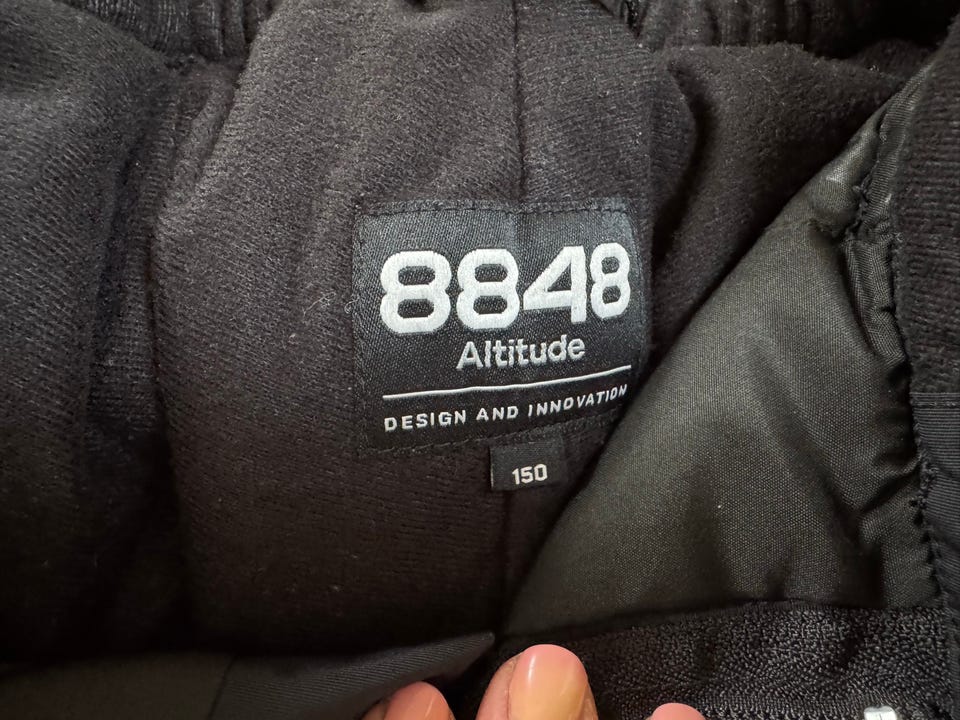 8848
Altitude
DESIGN AND INNOVATION
150